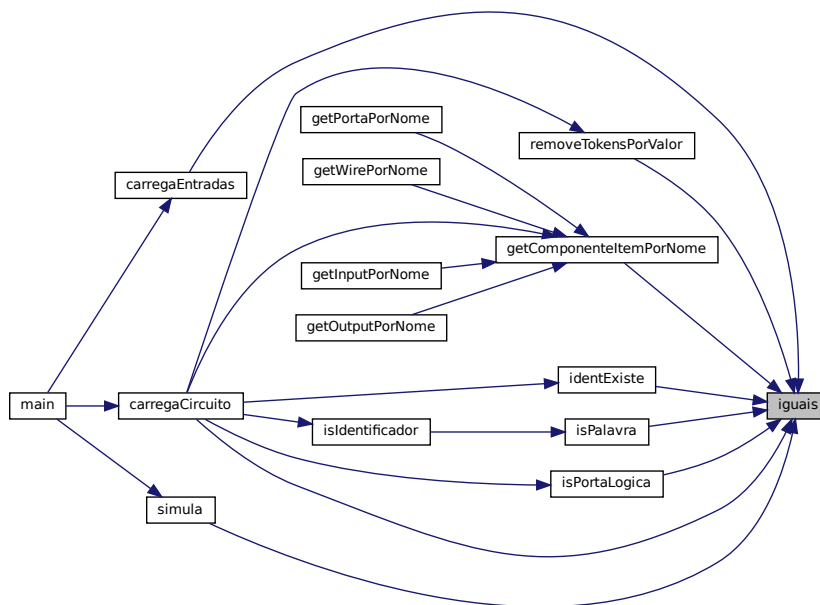 getPortaPorNome
removeTokensPorValor
getWirePorNome
carregaEntradas
getComponenteItemPorNome
getInputPorNome
getOutputPorNome
identExiste
main
carregaCircuito
iguais
isIdentificador
isPalavra
isPortaLogica
simula